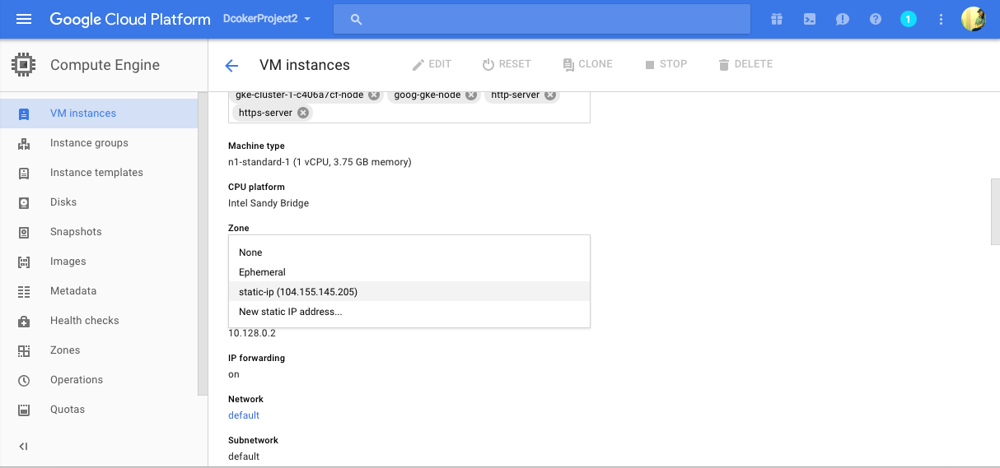 Google Cloud Platform DcokerProject2 1
Compute Engine
VM instances EDIT RESET CLONE STOP DELETE
VM instances
Instance groups
Instance templates
Disks
Snapshots
Images
Metadata
Health checks
Zones
Operations
Quotas
gke-cluster-1-c406a7cf-node goog-gke-node http-server
https-server
Machine type
n1-standard-1 (1 vCPU, 3.75 GB memory)
CPU platform
Intel Sandy Bridge
Zone
None
Ephemeral
static-ip (104.155.145.205)
New static IP address...
10.128.0.2
IP forwarding
on
Network
default
Subnetwork
default